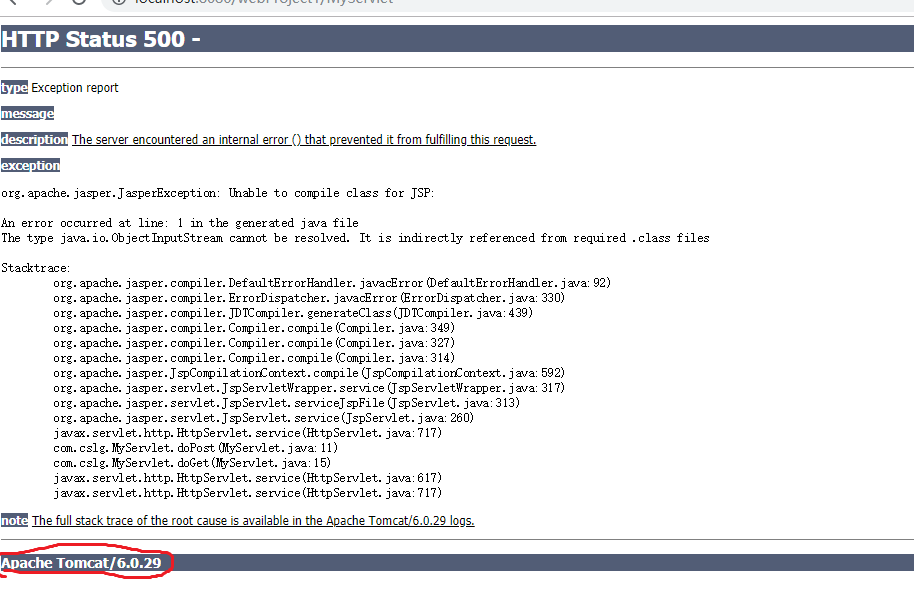 localhost:8080/webProject1/MyServlet
HTTP Status 500 -
type Exception report
message
description The server encountered an internal error () that prevented it from fulfilling this request.
exception
org.apache.jasper.JasperException: Unable to compile class for JSP:
An error occurred at line: 1 in the generated java file
The type java.io.ObjectInputStream cannot be resolved. It is indirectly referenced from required .class files
Stacktrace:
org.apache.jasper.compiler.DefaultErrorHandler.javacError(DefaultErrorHandler.java:92)
org.apache.jasper.compiler.ErrorDispatcher.javacError(ErrorDispatcher.java:330)
org.apache.jasper.compiler.JDTCompiler.generateClass(JDTCompiler.java:439)
org.apache.jasper.compiler.Compiler.compile(Compiler.java:349)
org.apache.jasper.compiler.Compiler.compile(Compiler.java:327)
org.apache.jasper.compiler.Compiler.compile(Compiler.java:314)
org.apache.jasper.JspCompilationContext.compile(JspCompilationContext.java:592)
org.apache.jasper.servlet.JspServletWrapper.service(JspServletWrapper.java:317)
org.apache.jasper.servlet.JspServlet.serviceJspFile(JspServlet.java:313)
org.apache.jasper.servlet.JspServlet.service(JspServlet.java:260)
javax.servlet.http.HttpServlet.service(HttpServlet.java:717)
com.cslg.MyServlet.doPost(MyServlet.java:11)
com.cslg.MyServlet.doGet(MyServlet.java:15)
javax.servlet.http.HttpServlet.service(HttpServlet.java:617)
javax.servlet.http.HttpServlet.service(HttpServlet.java:717)
note The full stack trace of the root cause is available in the Apache Tomcat/6.0.29 logs.
Apache Tomcat/6.0.29